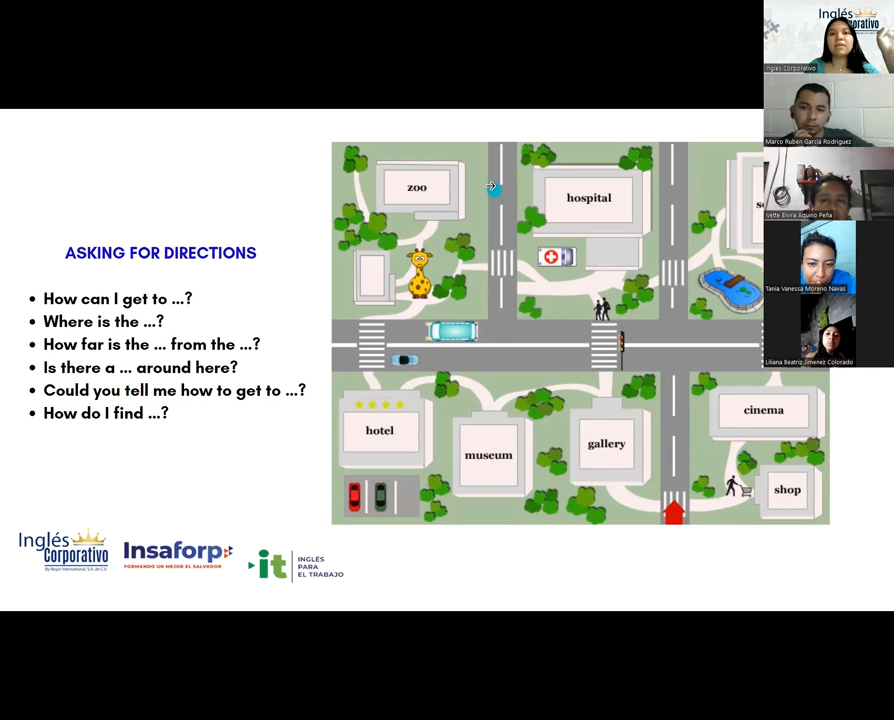 ASKING FOR DIRECTIONS
How can I get to ...?
Where is the ...?
How far is the ... from the ...?
Is there a ... around here?
Could you tell me how to get to ...?
How do I find ...?
zoo
hospital
hotel
museum
gallery
cinema
shop
Inglés
Corporativo
By Regal International, S.A. de C.V.
Insaforp
FORMANDO UN MEJOR EL SALVADOR
it
INGLÉS
PARA
EL TRABAJO
Inglés
Inglés Corporativo
Marco Ruben Garcia Rodriguez
Ivette Elvira Aquino Peña
Tania Vanessa Moreno Navas
Liliana Beatriz Jimenez Colorado